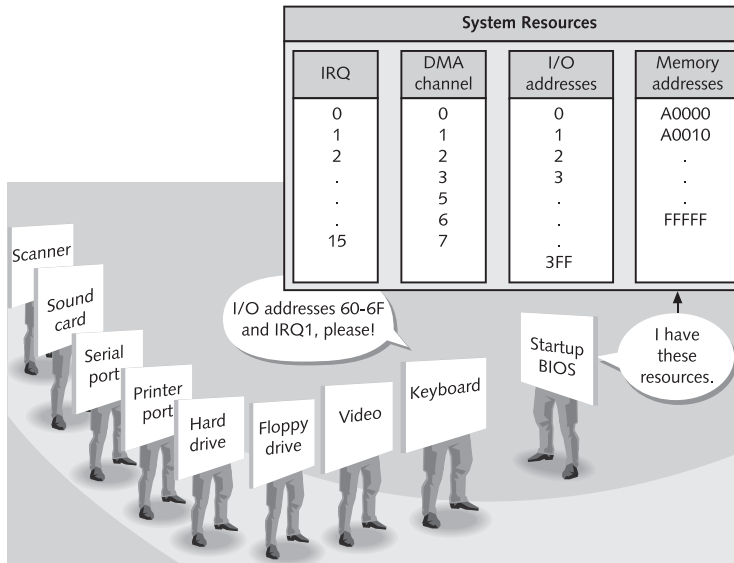 System Resources
IRQ
0
1
2
.
.
.
15
DMA
channel
0
1
2
3
5
6
7
I/O
addresses
0
1
2
3
.
.
.
3FF
Memory
addresses
A0000
A0010
.
.
.
FFFFF
Scanner
Sound
card
Serial
port
Printer
port
Hard
drive
Floppy
drive
Video
Keyboard
I/O addresses 60-6F
and IRQ1, please!
Startup
BIOS
I have
these
resources.